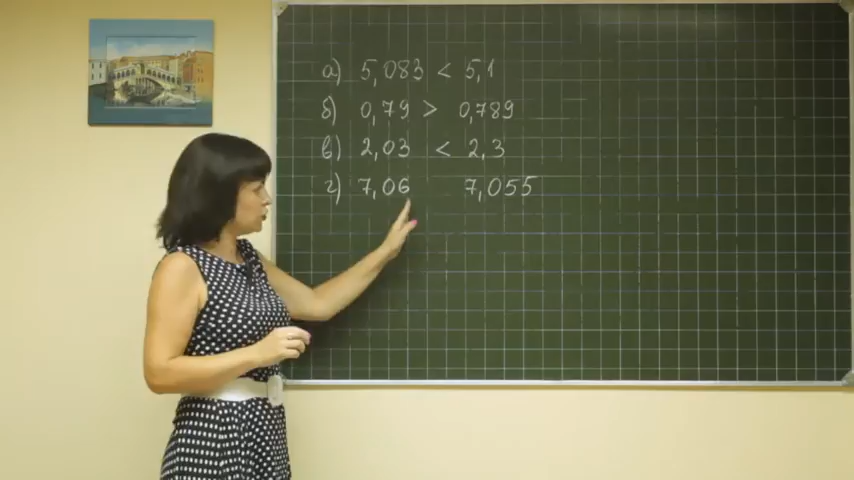 а) 5,083 < 5,1
б) 0,79 > 0,789
в) 2,03 < 2,3
г) 7,06 7,055